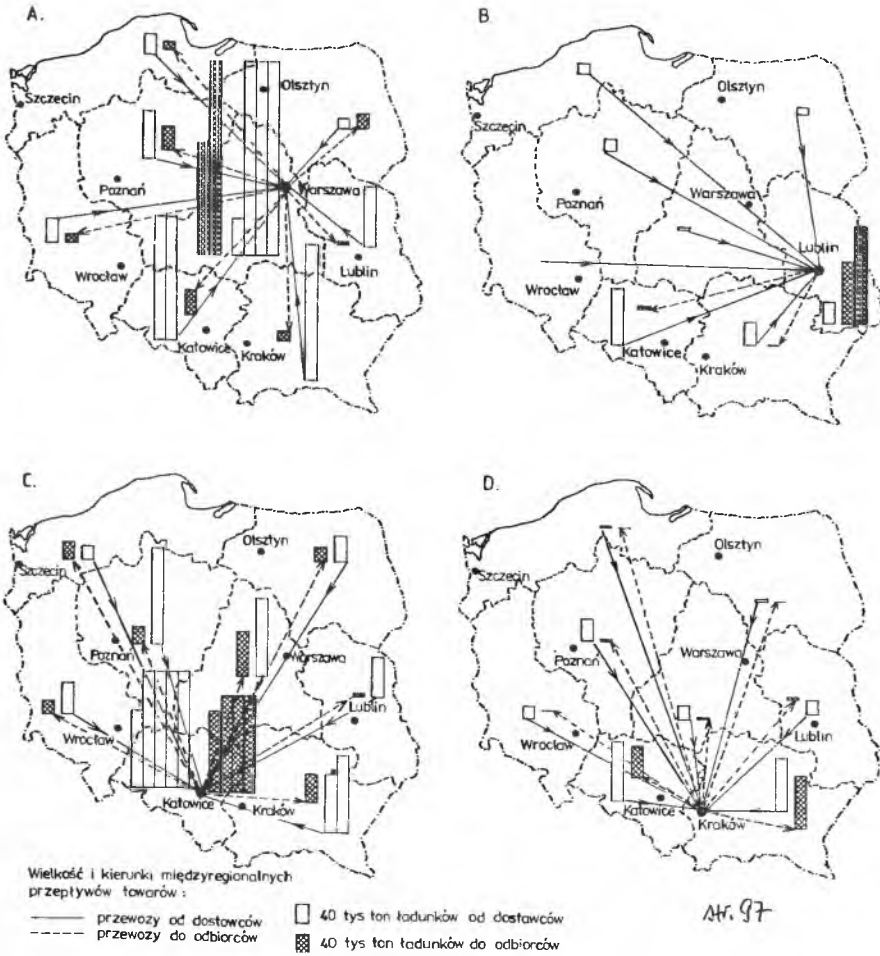 A.
Szczecin
Olsztyn
Poznań
Warszawa
Wrocław
Lublin
Katowice
Kraków
B.
Szczecin
Olsztyn
Poznań
Warszawa
Lublin
Wrocław
Katowice
Kraków
C.
Szczecin
Olsztyn
Poznań
Warszawa
Lublin
Wrocław
Katowice
Kraków
D.
Szczecin
Olsztyn
Poznań
Warszawa
Lublin
Wrocław
Katowice
Kraków
Wielkość i kierunki międzyregionalnych
przepływów towarów :
przewozy od dostawców
przewozy do odbiorców
40 tys ton ładunków od dostawców
40 tys ton ładunków do odbiorców
str. 97